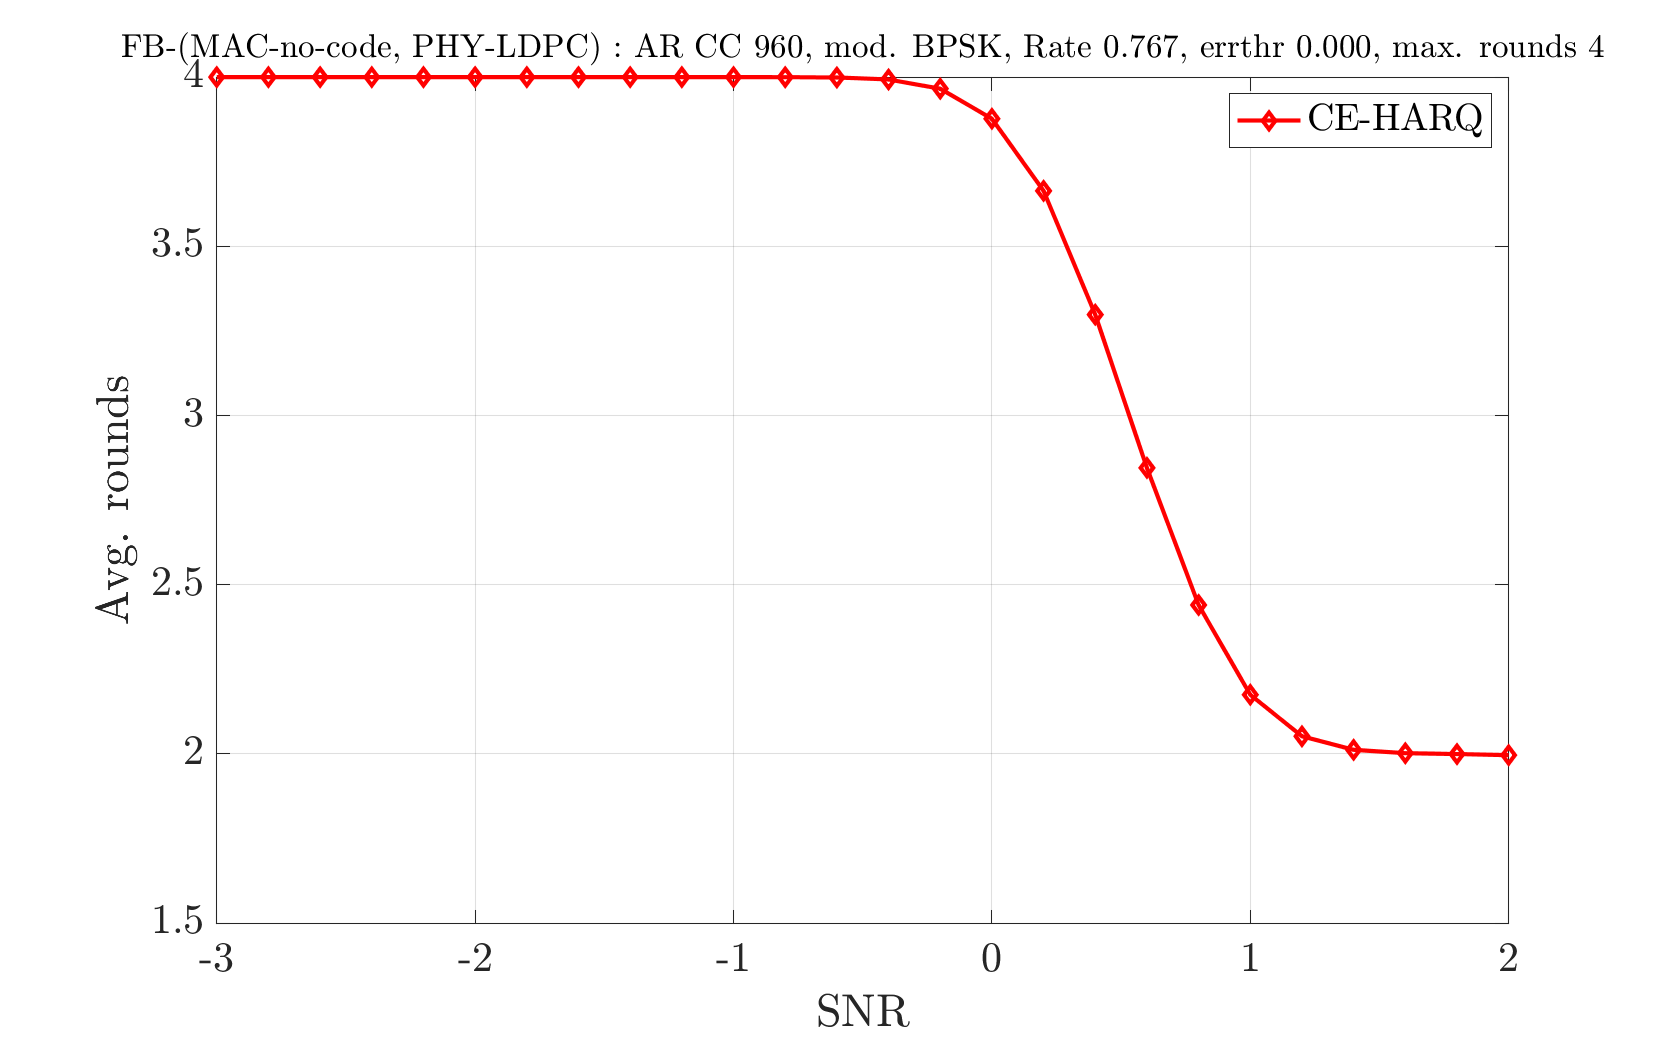 FB-(MAC-no-code, PHY-LDPC) : AR CC 960, mod. BPSK, Rate 0.767, errthr 0.000, max. rounds 4
CE-HARQ
4
3.5
3
2.5
2
1.5
Avg. rounds
-3 -2 -1 0 1 2
SNR